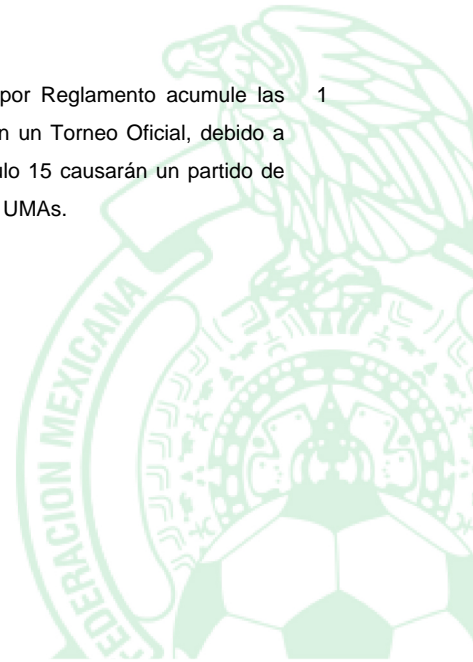 por Reglamento acumule las 1
n un Torneo Oficial, debido a
ulo 15 causarán un partido de
UMAs.
FEDERACION MEXICANA